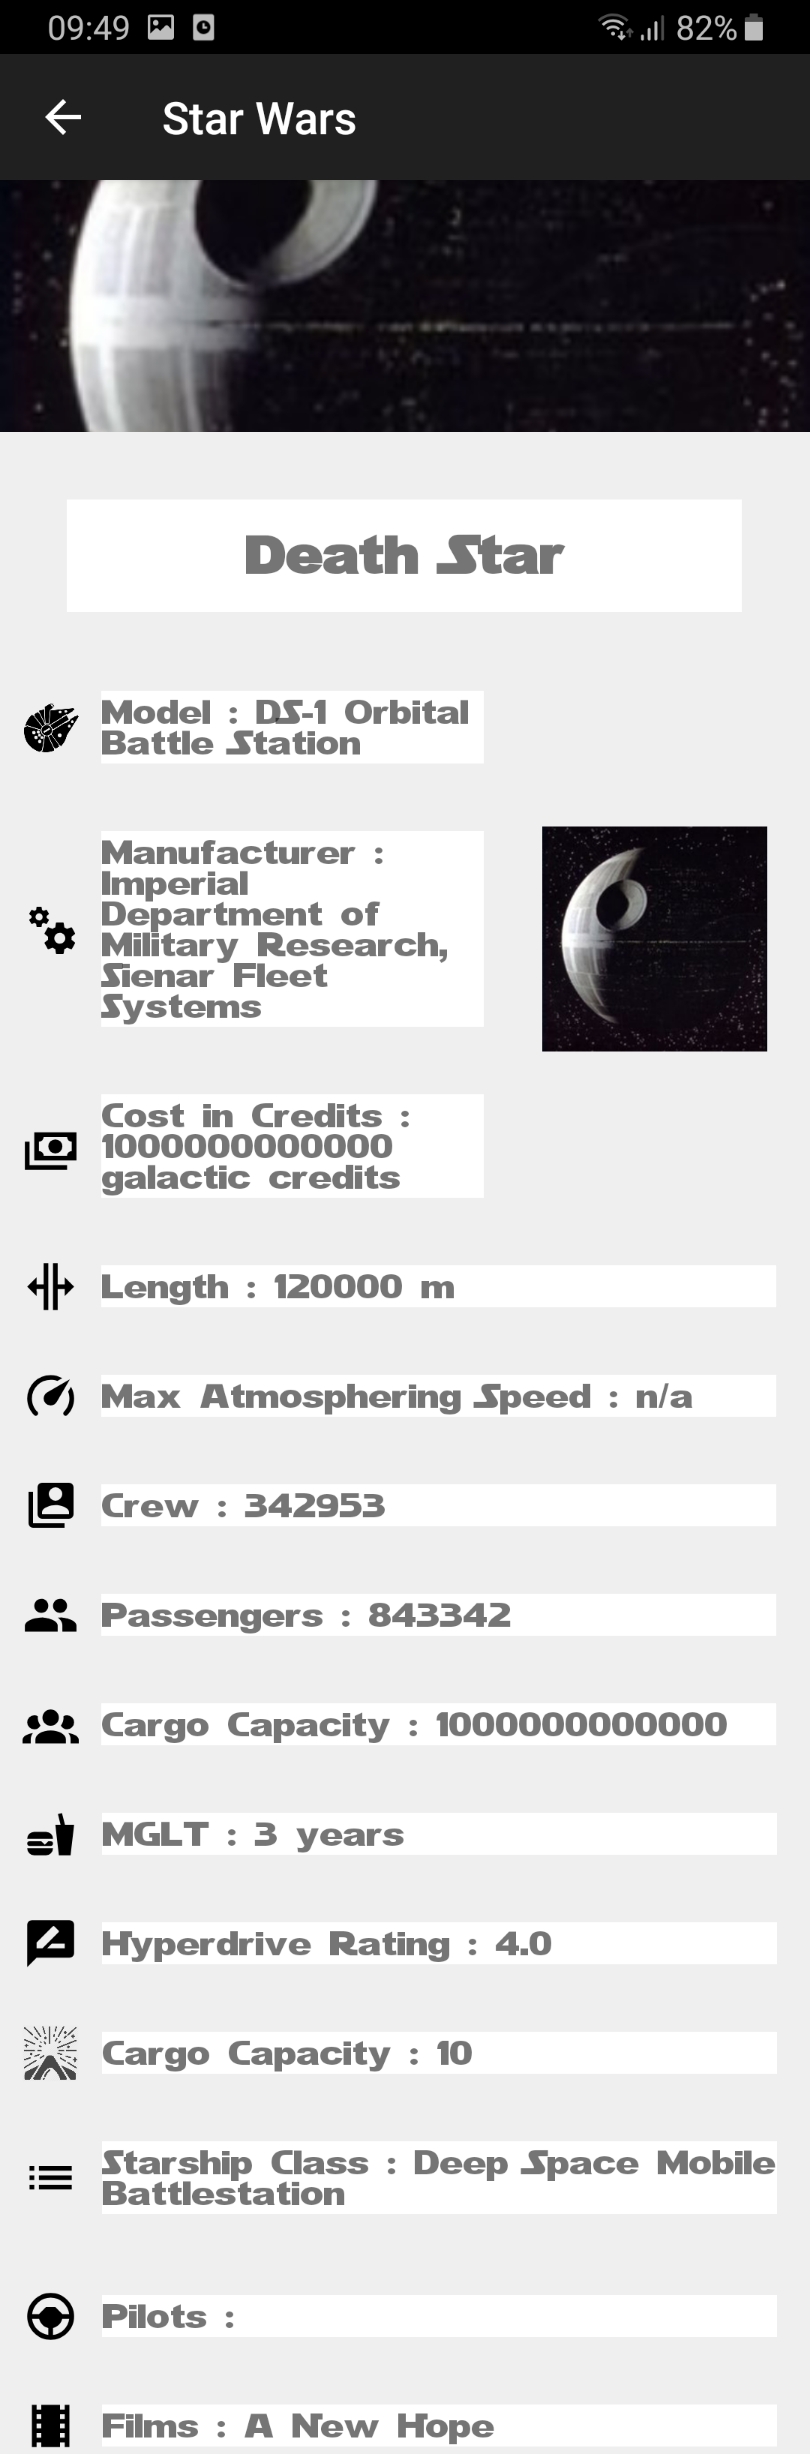 09:49
82%
Star Wars
Death Star
Model : DS-1 Orbital
Battle Station
Manufacturer :
Imperial
Department of
Military Research,
Sienar Fleet
Systems
Cost in Credits :
1000000000000
galactic credits
Length : 120000 m
Max Atmosphering Speed : n/a
Crew : 342953
Passengers : 843342
Cargo Capacity : 1000000000000
MGLT : 3 years
Hyperdrive Rating : 4.0
Cargo Capacity : 10
Starship Class : Deep Space Mobile
Battlestation
Pilots :
Films : A New Hope